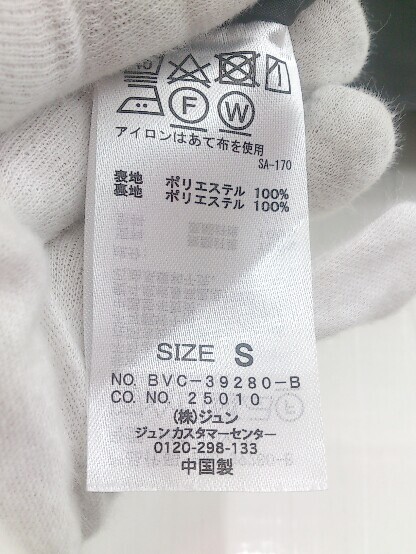 F W
アイロンはあて布を使用
SA-170
表地 ポリエステル 100%
裏地 ポリエステル 100%
SIZE S
NO. BVC-39280-B
CO. NO. 25010
(株)ジュン
ジュンカスタマーセンター
0120-298-133
中国製